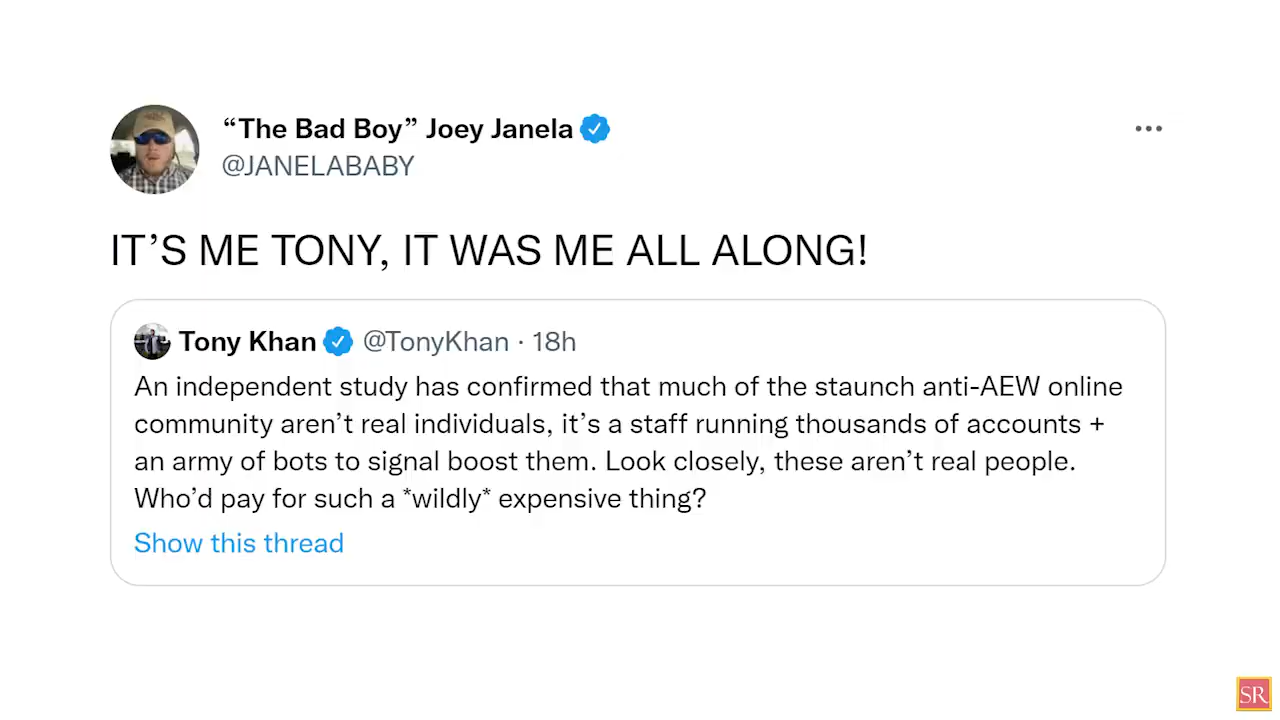 “The Bad Boy” Joey Janela
@JANELABABY
IT’S ME TONY, IT WAS ME ALL ALONG!
Tony Khan @TonyKhan · 18h
An independent study has confirmed that much of the staunch anti-AEW online
community aren’t real individuals, it’s a staff running thousands of accounts +
an army of bots to signal boost them. Look closely, these aren’t real people.
Who’d pay for such a *wildly* expensive thing?
Show this thread
SR